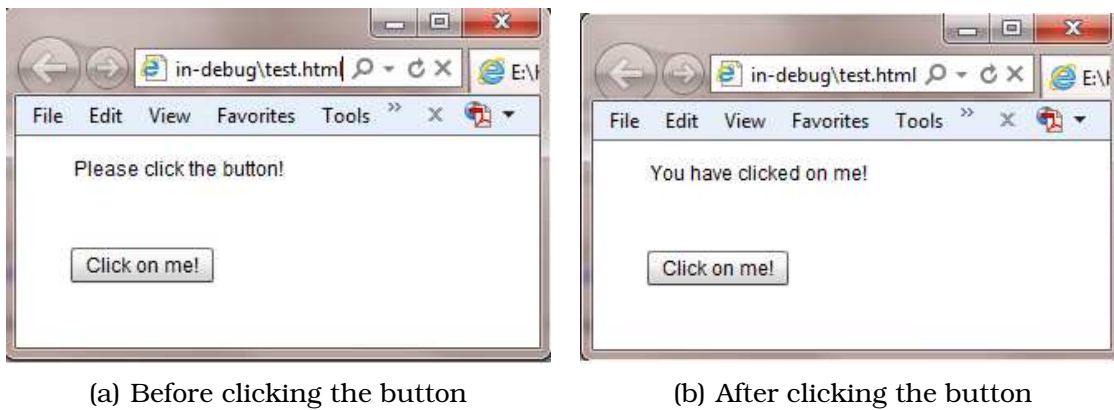 in-debug\test.html
E:\
File Edit View Favorites Tools »
Please click the button!
Click on me!
(a) Before clicking the button
in-debug\test.html
E:\
File Edit View Favorites Tools »
You have clicked on me!
Click on me!
(b) After clicking the button